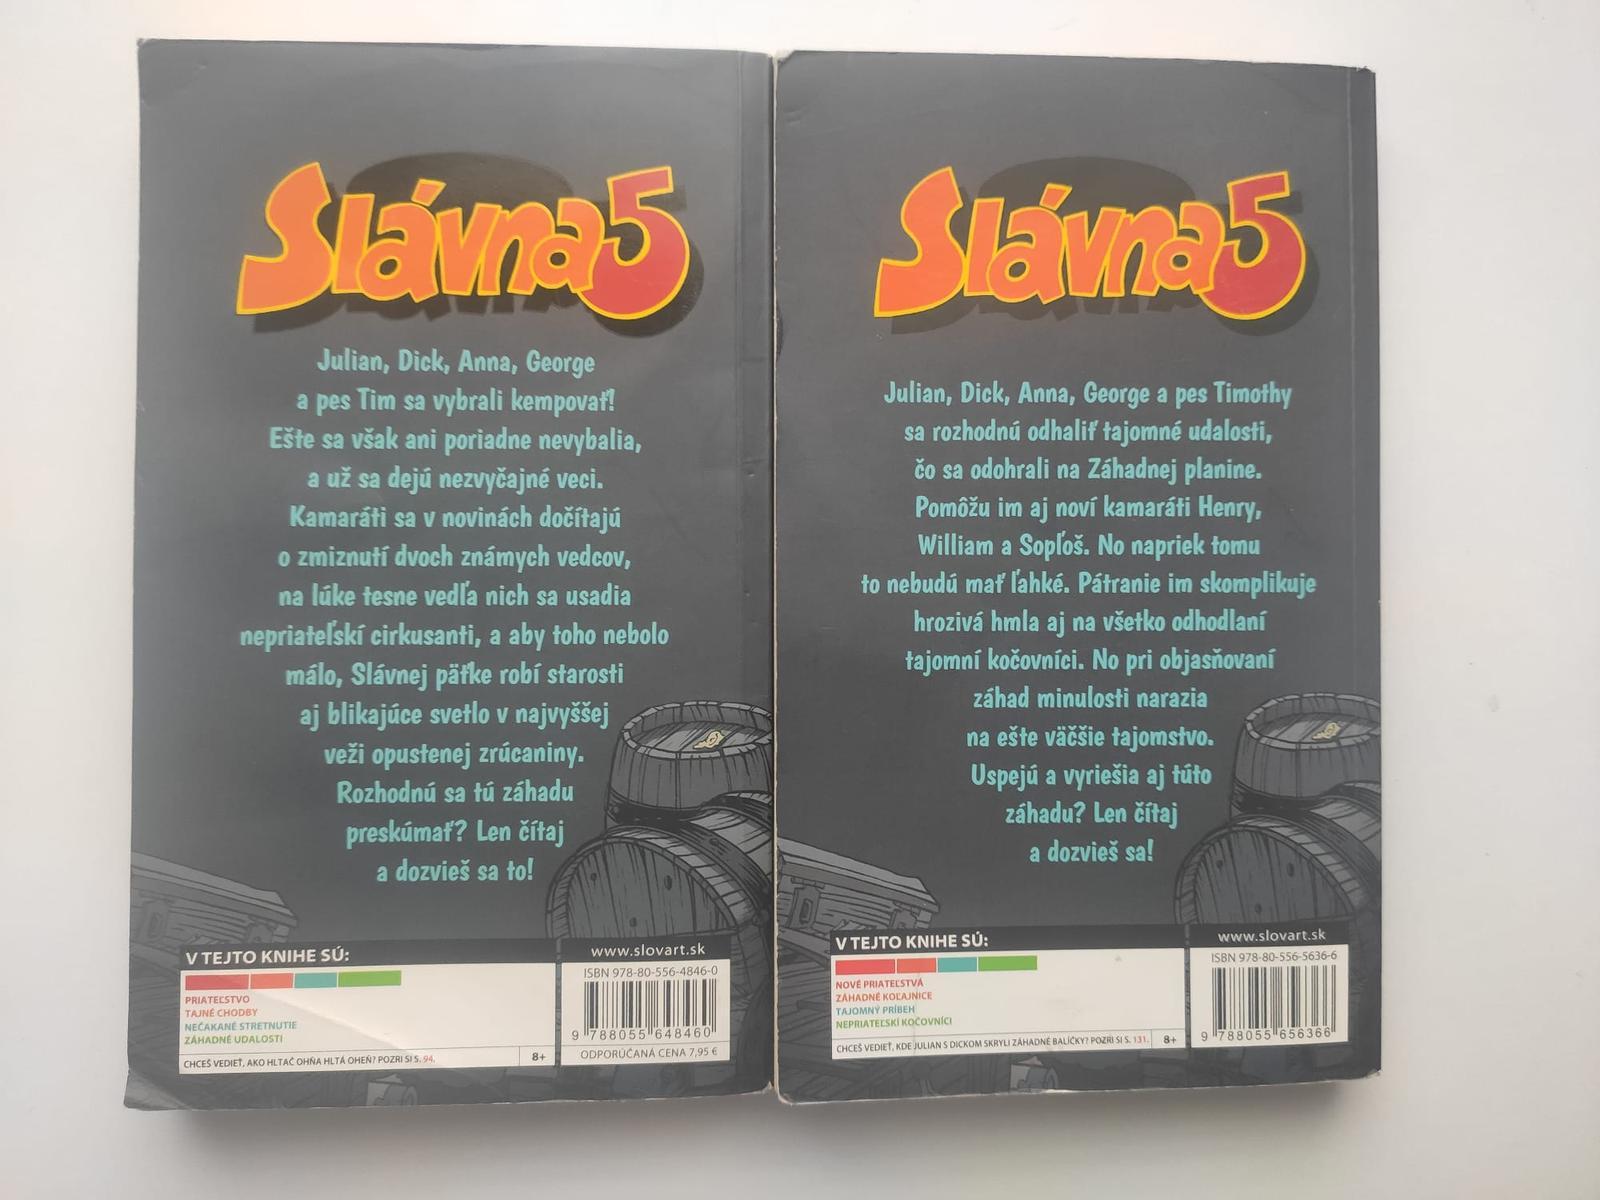 Slávna5
Julian, Dick, Anna, George
a pes Tim sa vybrali kempovať!
Ešte sa však ani poriadne nevybalia,
a už sa dejú nezvyčajné veci.
Kamaráti sa v novinách dočítajú
o zmiznutí dvoch známych vedcov,
na lúke tesne vedľa nich sa usadia
nepriateľskí cirkusanti, a aby toho nebolo
málo, Slávnej päťke robí starosti
aj blikajúce svetlo v najvyššej
veži opustenej zrúcaniny.
Rozhodnú sa tú záhadu
preskúmať? Len čítaj
a dozvieš sa to!
V TEJTO KNIHE SÚ:
PRIATEĽSTVO
TAJNÉ CHODBY
NEČAKANÉ STRETNUTIE
ZÁHADNÉ UDALOSTI
CHCEŠ VEDIEŤ, AKO HLTAČ OHŇA HLTÁ OHEŇ? POZRI SI S. 94.
8+
www.slovart.sk
ISBN 978-80-556-4846-0
9 788055 648460
ODPORÚČANÁ CENA 7,95 €
Slávna5
Julian, Dick, Anna, George a pes Timothy
sa rozhodnú odhaliť tajomné udalosti,
čo sa odohrali na Záhadnej planine.
Pomôžu im aj noví kamaráti Henry,
William a Sopľoš. No napriek tomu
to nebudú mať ľahké. Pátranie im skomplikuje
hrozivá hmla aj na všetko odhodlaní
tajomní kočovníci. No pri objasňovaní
záhad minulosti narazia
na ešte väčšie tajomstvo.
Uspejú a vyriešia aj túto
záhadu? Len čítaj
a dozvieš sa!
V TEJTO KNIHE SÚ:
NOVÉ PRIATEĽSTVÁ
ZÁHADNÉ KOĽAJNICE
TAJOMNÝ PRÍBEH
NEPRIATEĽSKÍ KOČOVNÍCI
CHCEŠ VEDIEŤ, KDE JULIAN S DICKOM SKRYLI ZÁHADNÉ BALÍČKY? POZRI SI S. 131.
8+
www.slovart.sk
ISBN 978-80-556-5636-6
9 788055 656366